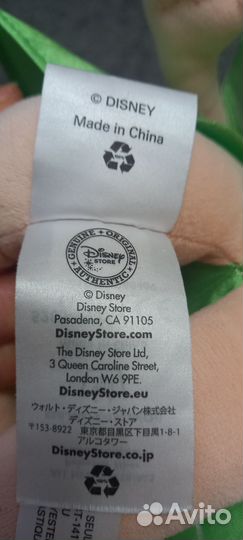 © DISNEY
Made in China
GENUINE • ORIGINAL
Disney
STORE
AUTHENTIC
© Disney
Disney Store
Pasadena, CA 91105
DisneyStore.com
The Disney Store Ltd,
3 Queen Caroline Street,
London W6 9PE.
DisneyStore.eu
ウォルト・ディズニー・ジャパン株式会社
ディズニー・ストア
〒153-8922 東京都目黒区下目黒1-8-1
アルコタワー
DisneyStore.co.jp
Avito